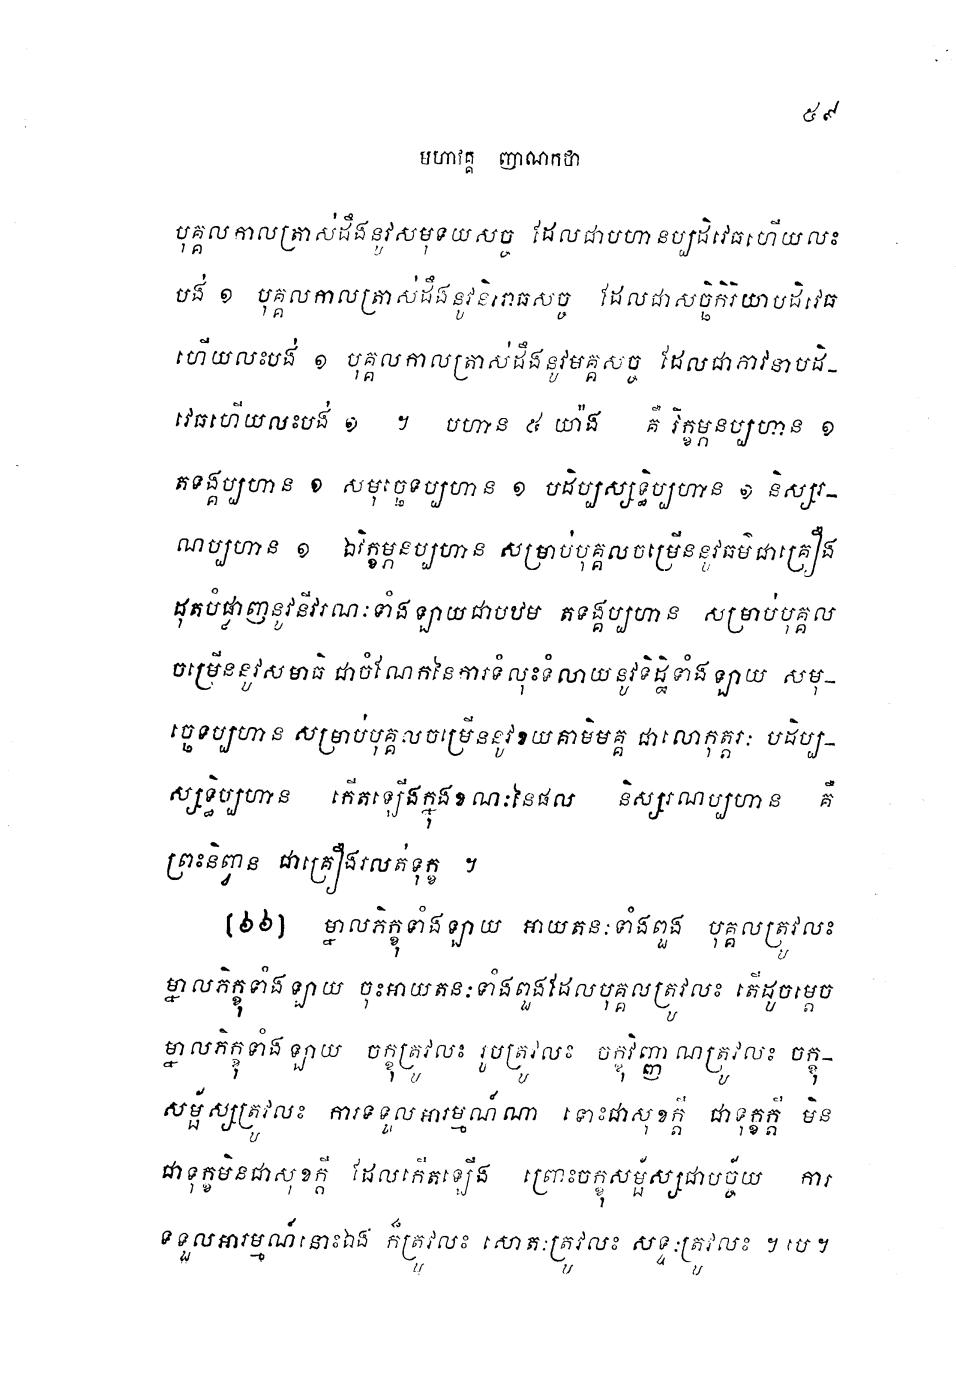 ៥៩
មហាវគ្គ ញាណកថា
បុគ្គលកាលត្រាស់ដឹងនូវសមុទយសច្ច ដែលជាបហានប្បដិវេធហើយលះ
បង់ ១ បុគ្គលកាលត្រាស់ដឹងនូវនិរោធសច្ច ដែលជាសច្ឆិកិរិយាបដិវេធ
ហើយលះបង់ ១ បុគ្គលកាលត្រាស់ដឹងនូវមគ្គសច្ច ដែលជាភាវនាបដិ-
វេធហើយលះបង់ ១ ។ បហាន ៥ យ៉ាង គឺ វិក្ខម្ភនប្បហាន ១
តទង្គប្បហាន ១ សមុច្ឆេទប្បហាន ១ បដិប្បស្សទ្ធិប្បហាន ១ និស្សរ-
ណប្បហាន ១ ឯវិក្ខម្ភនប្បហាន សម្រាប់បុគ្គលចម្រើននូវធម៌ជាគ្រឿង
ដុតបំផ្លាញនូវនីវរណៈទាំងឡាយជាបឋម តទង្គប្បហាន សម្រាប់បុគ្គល
ចម្រើននូវសមាធិ ជាចំណែកនៃការទំលុះទំលាយនូវទិដ្ឋិទាំងឡាយ សមុ-
ច្ឆេទប្បហាន សម្រាប់បុគ្គលចម្រើននូវខយគាមិមគ្គ ជាលោកុត្តរៈ បដិប្ប-
ស្សទ្ធិប្បហាន កើតឡើងក្នុងខណៈនៃផល និស្សរណប្បហាន គឺ
ព្រះនិព្វាន ជាគ្រឿងរលត់ទុក្ខ ។
(៦៦) ម្នាលភិក្ខុទាំងឡាយ អាយតនៈទាំងពួង បុគ្គលត្រូវលះ
ម្នាលភិក្ខុទាំងឡាយ ចុះអាយតនៈទាំងពួងដែលបុគ្គលត្រូវលះ តើដូចម្តេច
ម្នាលភិក្ខុទាំងឡាយ ចក្ខុត្រូវលះ រូបត្រូវលះ ចក្ខុវិញ្ញាណត្រូវលះ ចក្ខុ-
សម្ផ័ស្សត្រូវលះ ការទទួលអារម្មណ៍ណា ទោះជាសុខក្តី ជាទុក្ខក្តី មិន
ជាទុក្ខមិនជាសុខក្តី ដែលកើតឡើង ព្រោះចក្ខុសម្ផ័ស្សជាបច្ច័យ ការ
ទទួលអារម្មណ៍នោះឯង ក៏ត្រូវលះ សោតៈត្រូវលះ សទ្ទៈត្រូវលះ ។ បេ ។